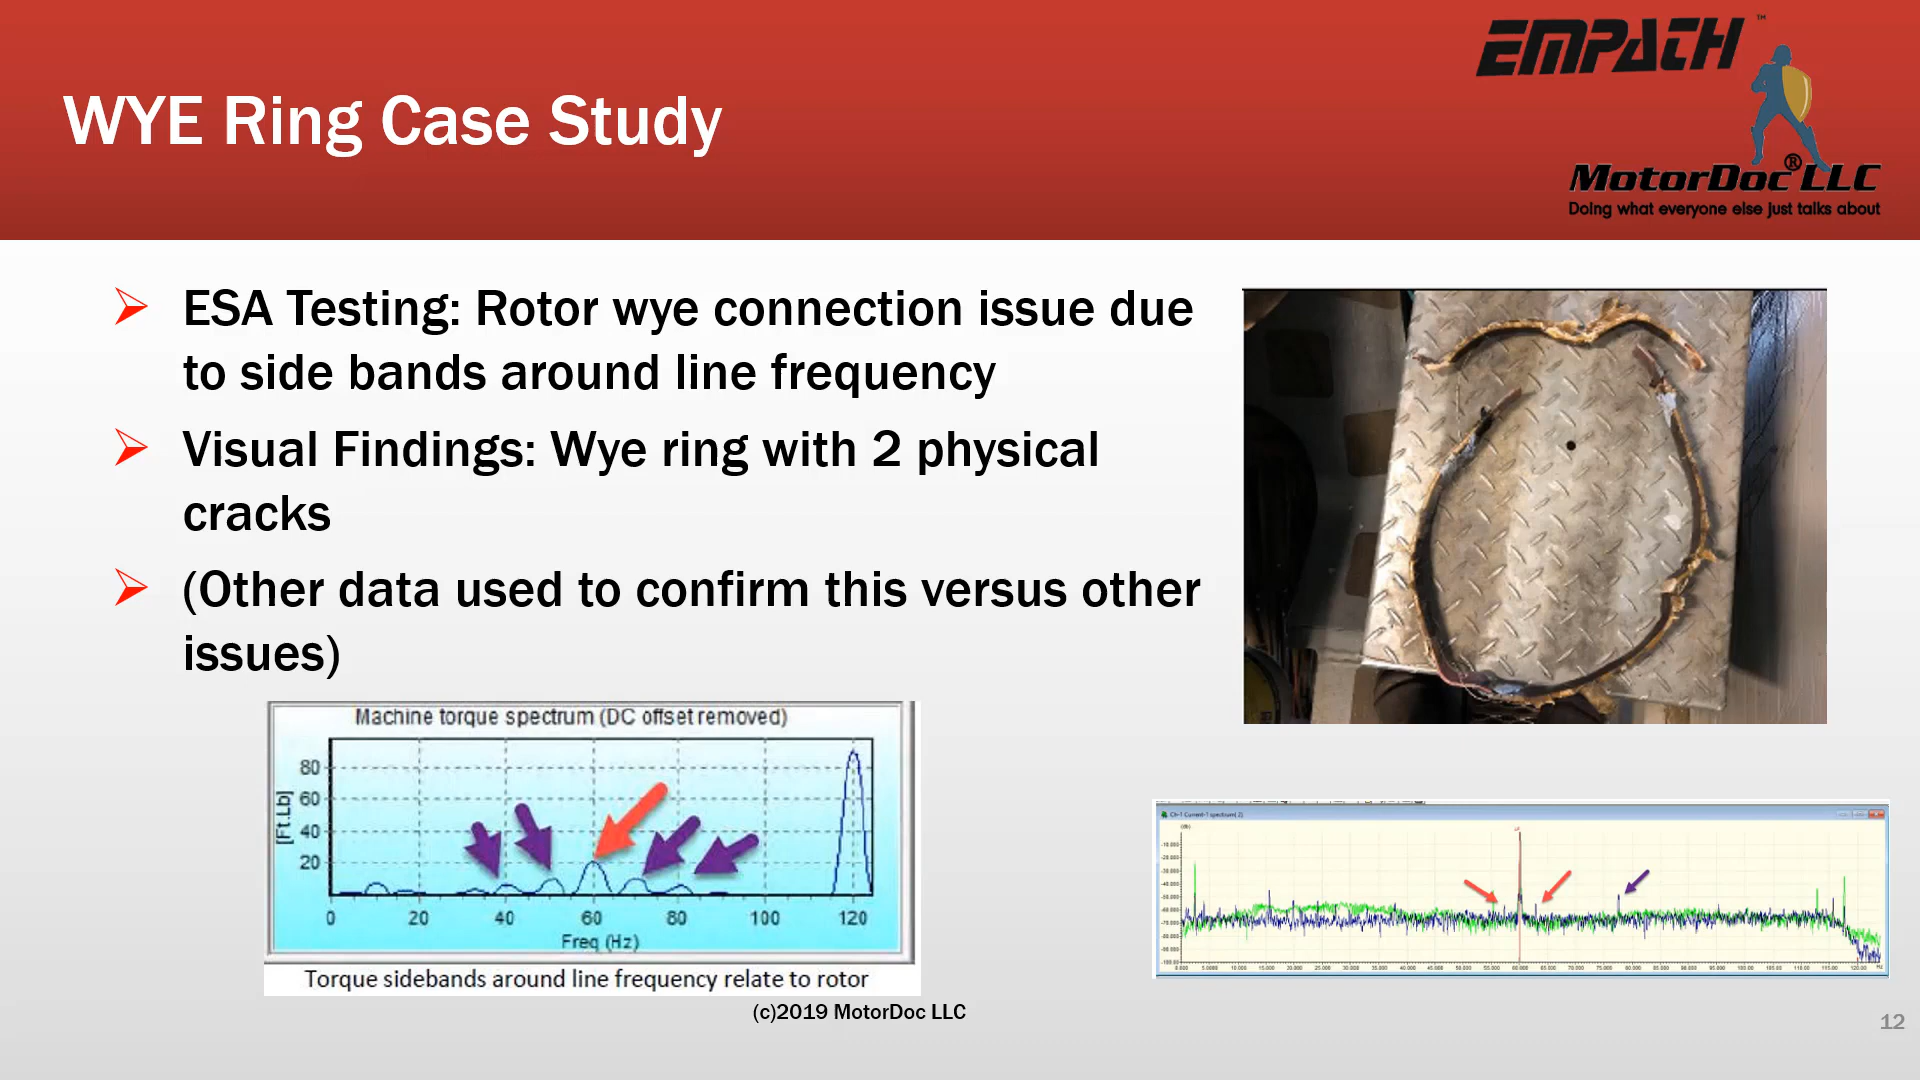 EMPATH™
WYE Ring Case Study
MotorDoc® LLC
Doing what everyone else just talks about
ESA Testing: Rotor wye connection issue due
to side bands around line frequency
Visual Findings: Wye ring with 2 physical
cracks
(Other data used to confirm this versus other
issues)
Machine torque spectrum (DC offset removed)
[Ft.Lb]
80
60
40
20
0 20 40 60 80 100 120
Freq (Hz)
Torque sidebands around line frequency relate to rotor
(c)2019 MotorDoc LLC
12